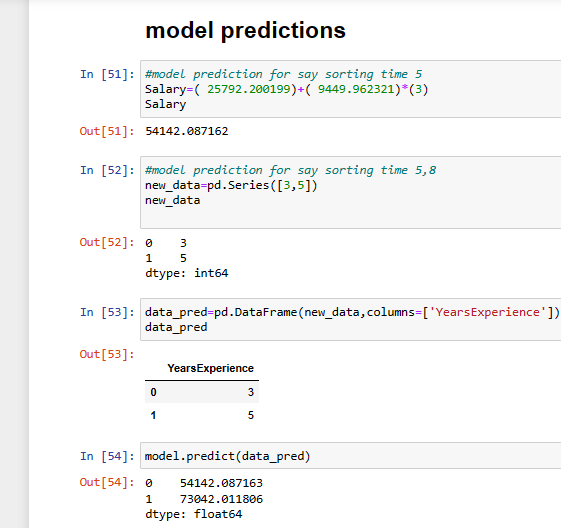 model predictions
In [51]: #model prediction for say sorting time 5
Salary=( 25792.200199)+( 9449.962321)*(3)
Salary
Out[51]: 54142.087162
In [52]: #model prediction for say sorting time 5,8
new_data=pd.Series([3,5])
new_data
Out[52]: 0    3
1    5
dtype: int64
In [53]: data_pred=pd.DataFrame(new_data,columns=['YearsExperience'])
data_pred
Out[53]:
YearsExperience
0 3
1 5
In [54]: model.predict(data_pred)
Out[54]: 0    54142.087163
1    73042.011806
dtype: float64